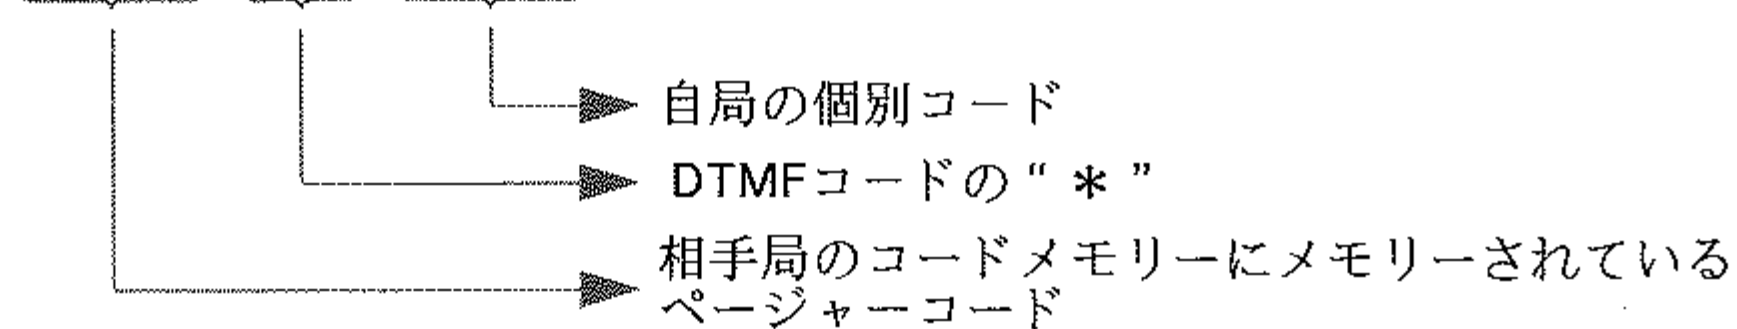 自局の個別コード
DTMFコードの“＊”
相手局のコードメモリーにメモリーされている
ページャーコード